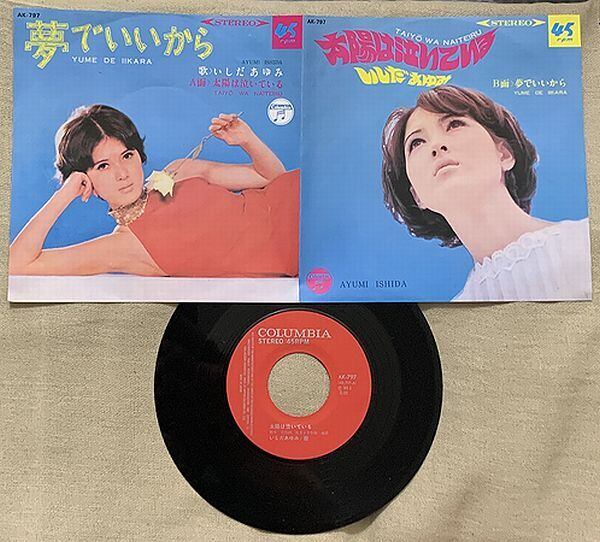 AK-797
STEREO
45
rpm
夢でいいから
YUME DE IIKARA
AYUMI ISHIDA
歌〉いしだあゆみ
A面〉太陽は泣いている
TAIYŌ WA NAITEIRU
Columbia
AK-797
TAIYŌ WA NAITEIRU
STEREO
45
rpm
太陽は泣いている
いしだあゆみ
B面〉夢でいいから
YUME DE IIKARA
Columbia
AYUMI ISHIDA
COLUMBIA
STEREO 45RPM
AK-797
太陽は泣いている
いしだあゆみ